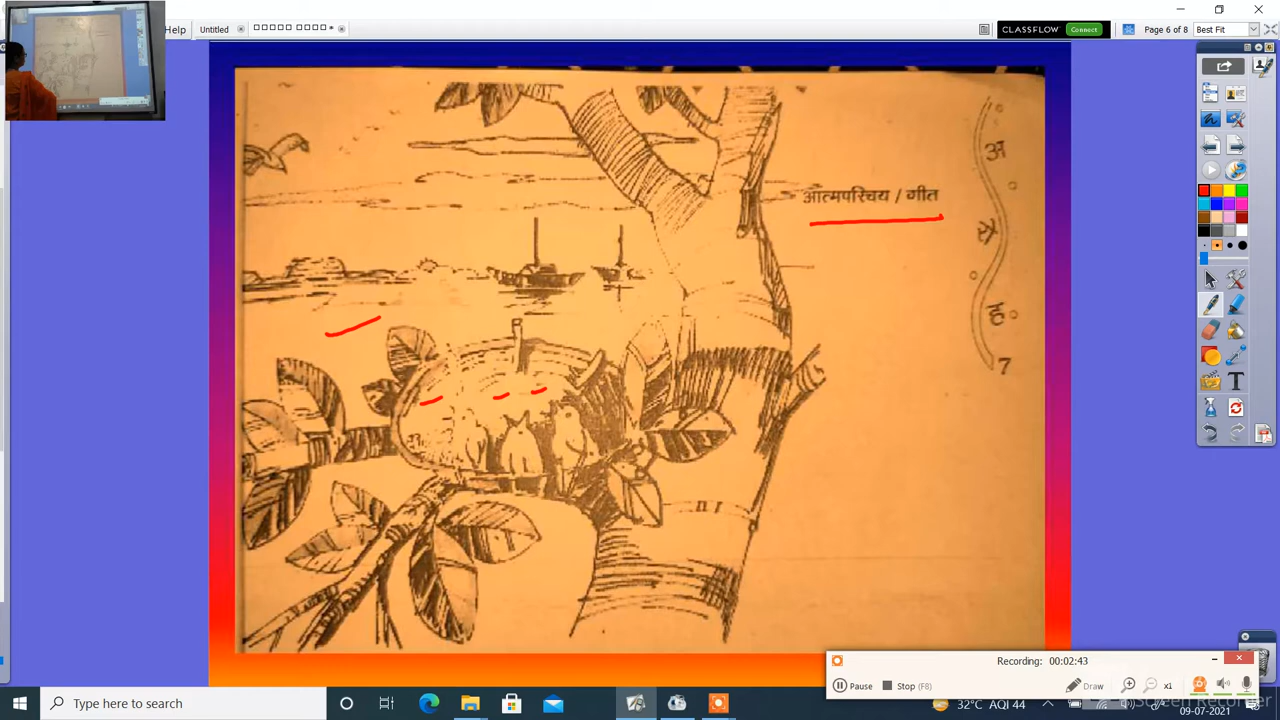 Help
Untitled
CLASSFLOW
Connect
Page 6 of 8
Best Fit
आत्मपरिचय / गीत
अ
रो
ह
7
Recording: 00:02:43
Pause
Stop (F8)
Draw
x1
Type here to search
32°C AQI 44
09-07-2021